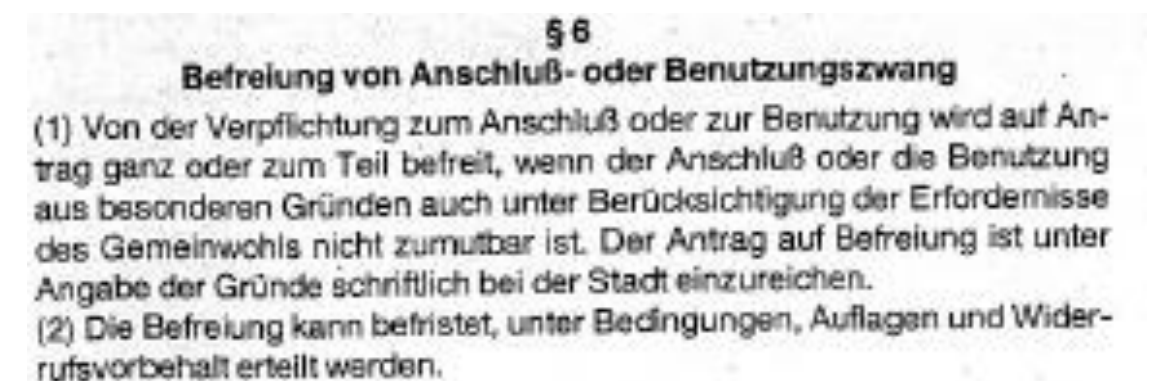 § 6
Befreiung von Anschluß- oder Benutzungszwang
(1) Von der Verpflichtung zum Anschluß oder zur Benutzung wird auf An-
trag ganz oder zum Teil befreit, wenn der Anschluß oder die Benutzung
aus besonderen Gründen auch unter Berücksichtigung der Erfordernisse
des Gemeinwohls nicht zumutbar ist. Der Antrag auf Befreiung ist unter
Angabe der Gründe schriftlich bei der Stadt einzureichen.
(2) Die Befreiung kann befristet, unter Bedingungen, Auflagen und Wider-
rufsvorbehalt erteilt werden.